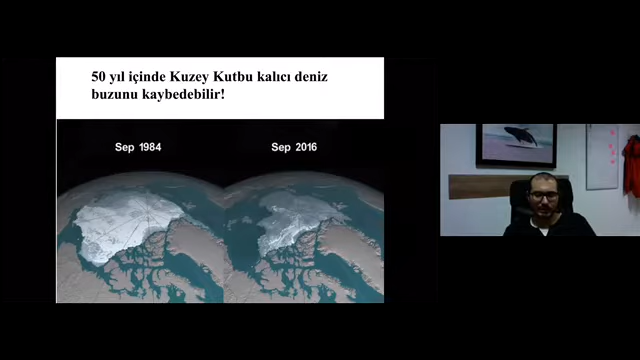 50 yıl içinde Kuzey Kutbu kalıcı deniz
buzunu kaybedebilir!
Sep 1984
Sep 2016